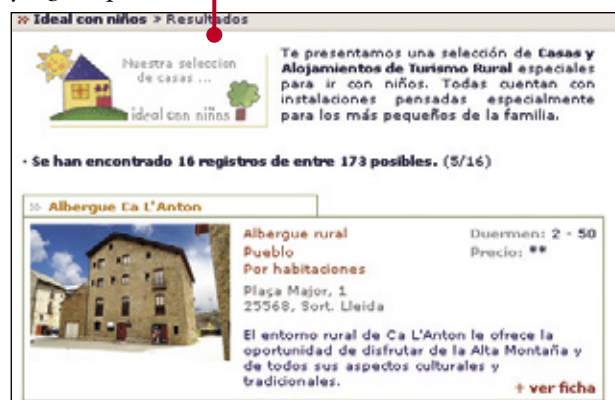 » Ideal con niños > Resultados
Nuestra seleccion
de casas ...
ideal con niños
Te presentamos una selección de Casas y
Alojamientos de Turismo Rural especiales
para ir con niños. Todas cuentan con
instalaciones pensadas especialmente
para los más pequeños de la familia.
· Se han encontrado 16 registros de entre 173 posibles. (5/16)
» Albergue Ca L'Anton
Albergue rural
Pueblo
Por habitaciones
Duermen: 2 - 50
Precio: **
Plaça Major, 1
25568, Sort. Lleida
El entorno rural de Ca L'Anton le ofrece la
oportunidad de disfrutar de la Alta Montaña y
de todos sus aspectos culturales y
tradicionales.
+ ver ficha